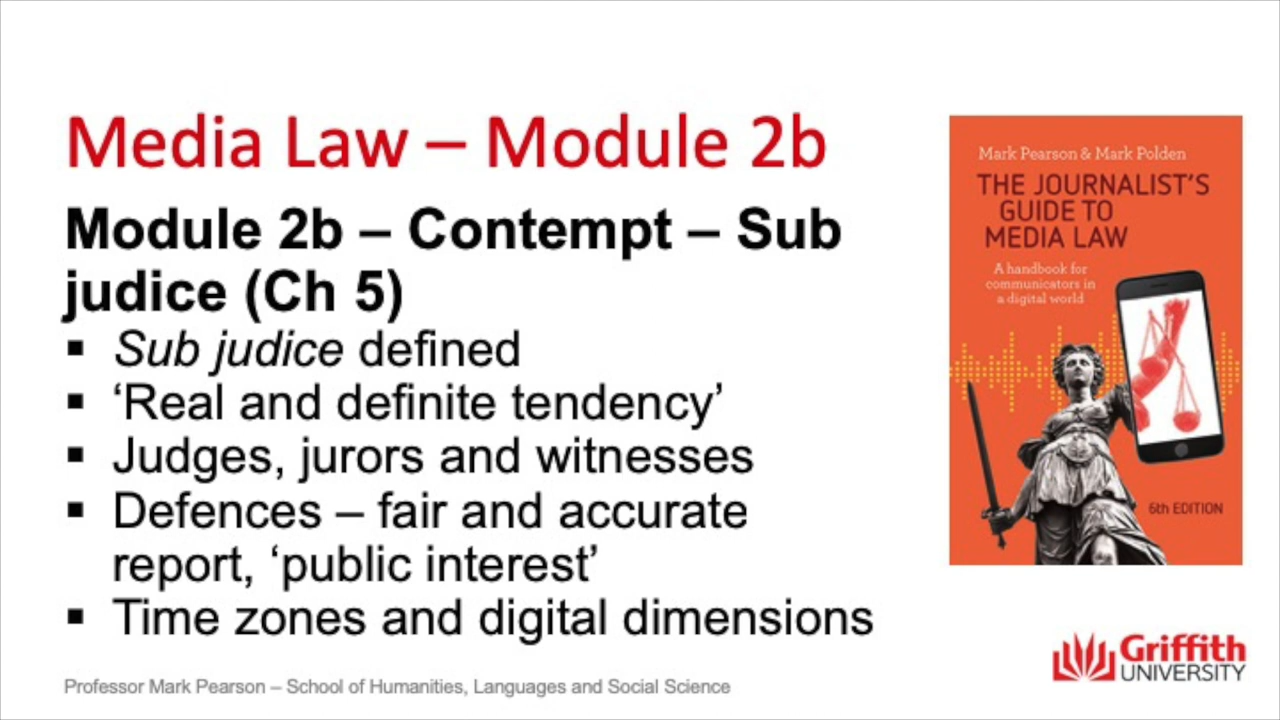 Media Law – Module 2b
Module 2b – Contempt – Sub
judice (Ch 5)
▪ Sub judice defined
▪ ‘Real and definite tendency’
▪ Judges, jurors and witnesses
▪ Defences – fair and accurate
report, ‘public interest’
▪ Time zones and digital dimensions
Professor Mark Pearson – School of Humanities, Languages and Social Science
Mark Pearson & Mark Polden
THE JOURNALIST'S
GUIDE TO
MEDIA LAW
A handbook for
communicators in
a digital world
6th EDITION
Griffith
UNIVERSITY